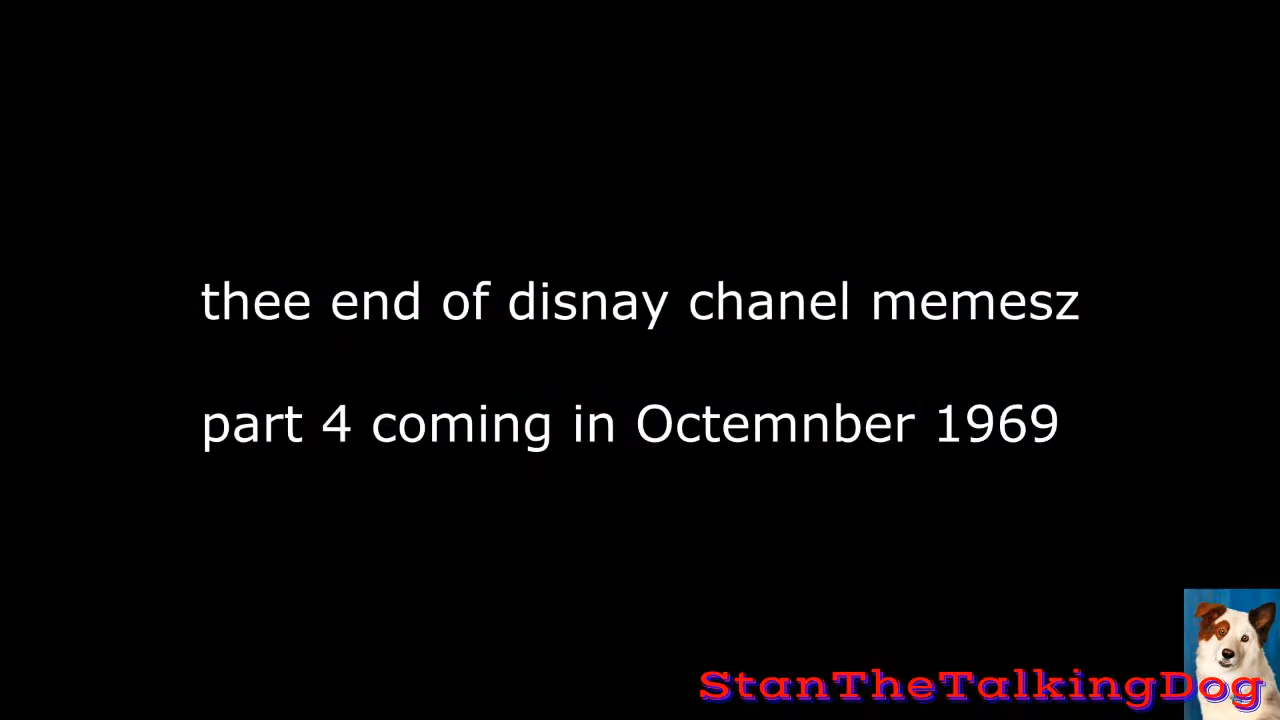 thee end of disnay chanel memesz
part 4 coming in Octemnber 1969
StanTheTalkingDog